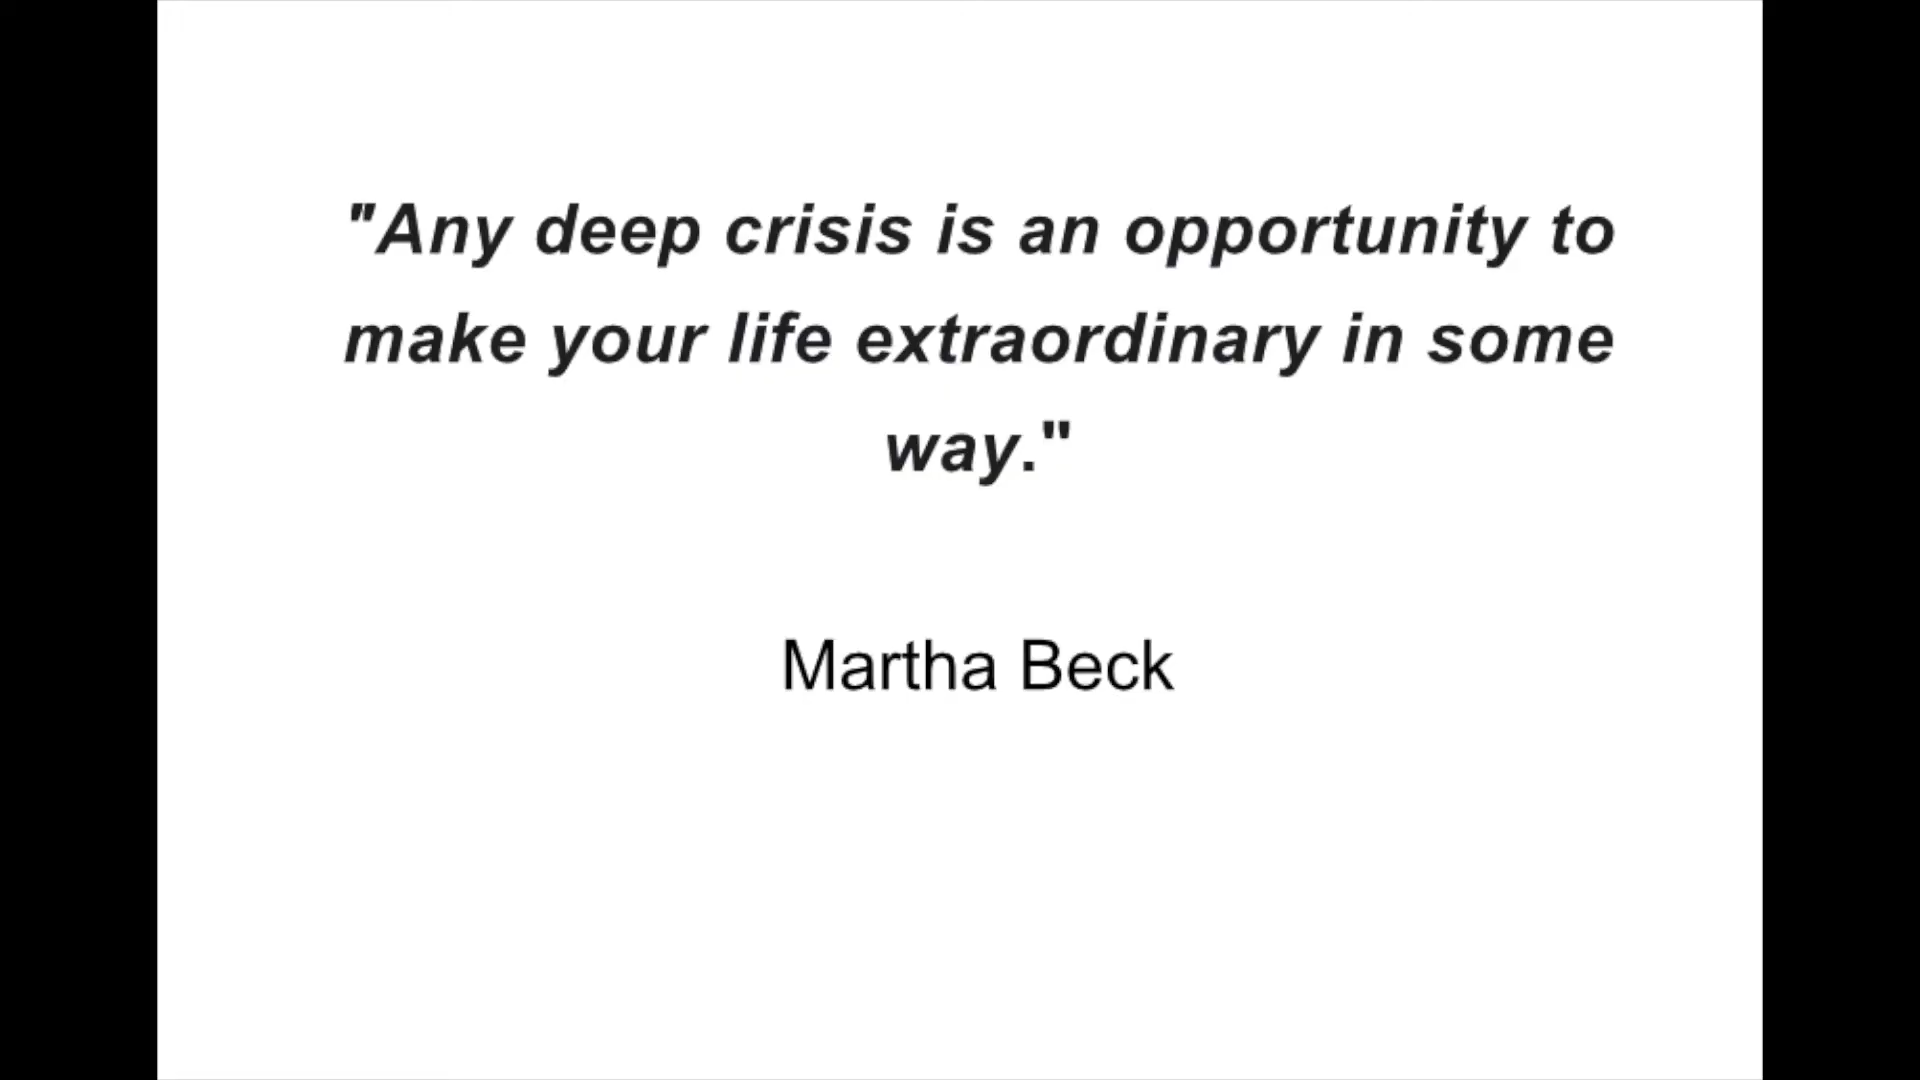 "Any deep crisis is an opportunity to
make your life extraordinary in some
way."
Martha Beck